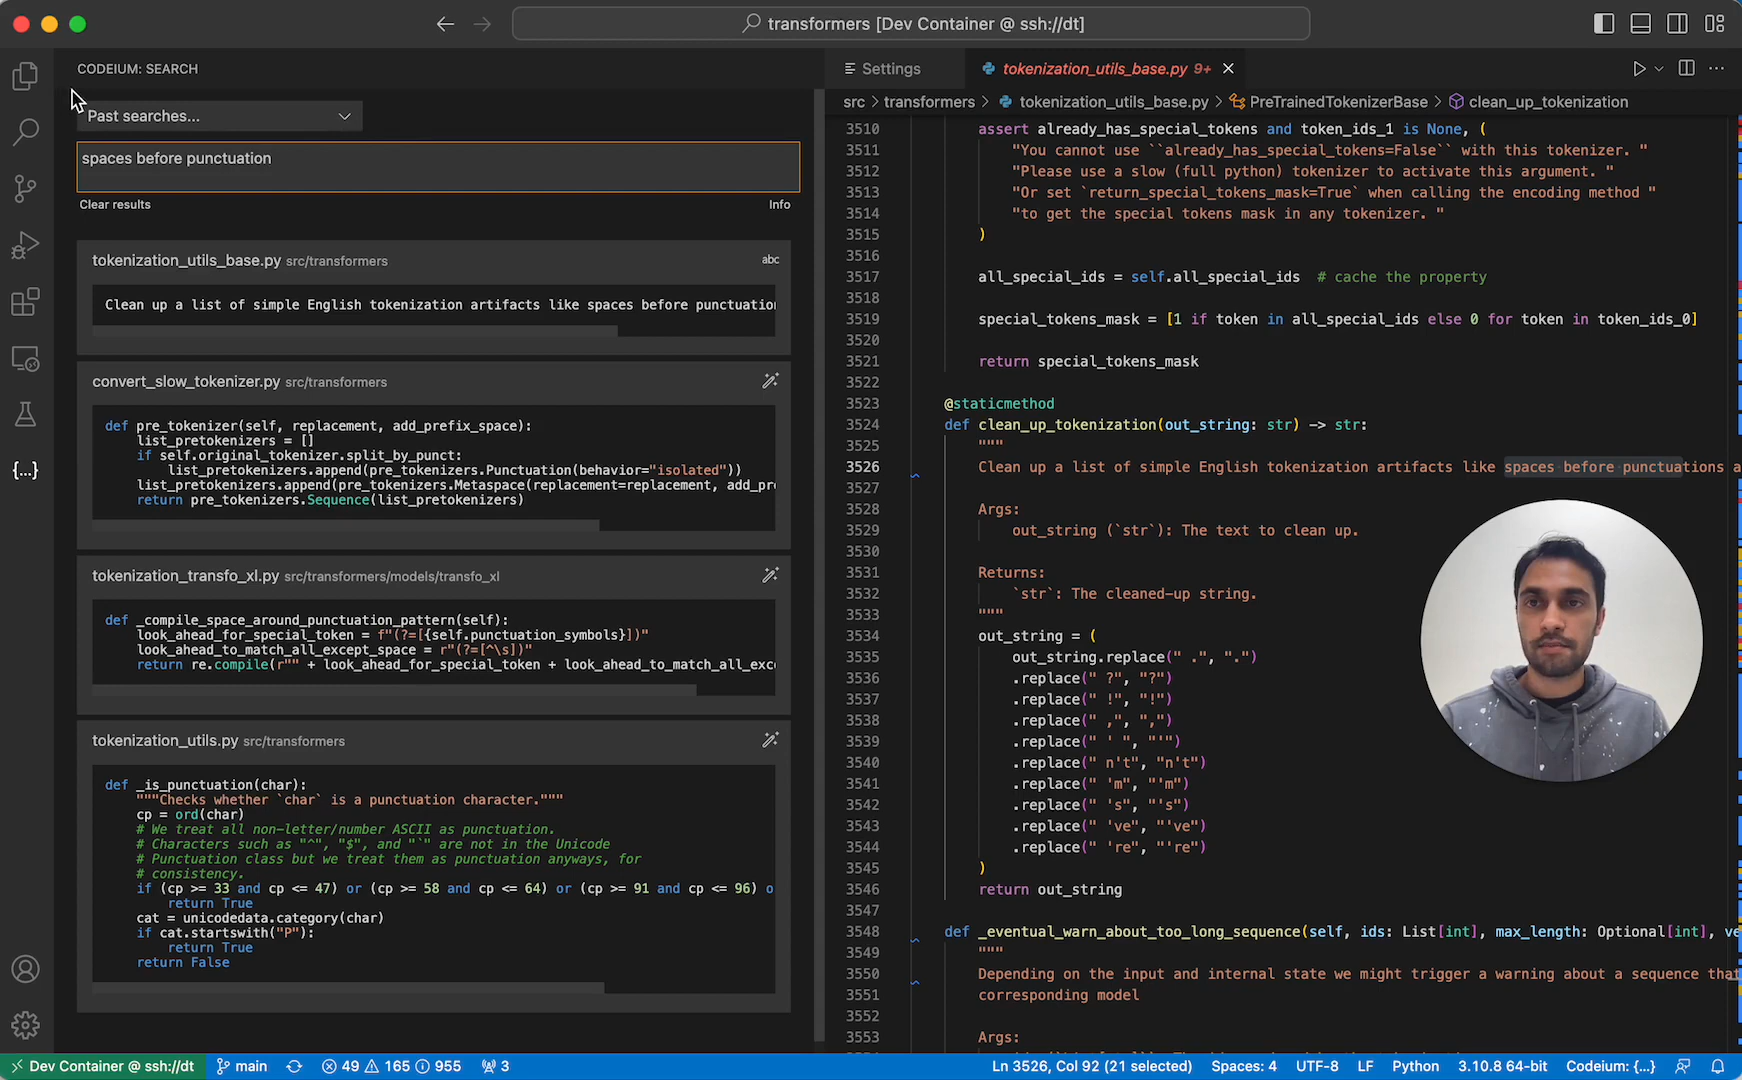 transformers [Dev Container @ ssh://dt]
CODEIUM: SEARCH
Past searches...
spaces before punctuation
Clear results
Info
tokenization_utils_base.py src/transformers
abc
Clean up a list of simple English tokenization artifacts like spaces before punctuation
convert_slow_tokenizer.py src/transformers
def pre_tokenizer(self, replacement, add_prefix_space):
list_pretokenizers = []
if self.original_tokenizer.split_by_punct:
list_pretokenizers.append(pre_tokenizers.Punctuation(behavior="isolated"))
list_pretokenizers.append(pre_tokenizers.Metaspace(replacement=replacement, add_pr
return pre_tokenizers.Sequence(list_pretokenizers)
tokenization_transfo_xl.py src/transformers/models/transfo_xl
def _compile_space_around_punctuation_pattern(self):
look_ahead_for_special_token = f"(?=[{self.punctuation_symbols}])"
look_ahead_to_match_all_except_space = r"(?=[^\s])"
return re.compile(r"" + look_ahead_for_special_token + look_ahead_to_match_all_exce
tokenization_utils.py src/transformers
def _is_punctuation(char):
"""Checks whether `char` is a punctuation character."""
cp = ord(char)
# We treat all non-letter/number ASCII as punctuation.
# Characters such as "^", "$", and "`" are not in the Unicode
# Punctuation class but we treat them as punctuation anyways, for
# consistency.
if (cp >= 33 and cp <= 47) or (cp >= 58 and cp <= 64) or (cp >= 91 and cp <= 96) o
return True
cat = unicodedata.category(char)
if cat.startswith("P"):
return True
return False
Settings
tokenization_utils_base.py 9+
src > transformers > tokenization_utils_base.py > PreTrainedTokenizerBase > clean_up_tokenization
3510 assert already_has_special_tokens and token_ids_1 is None, (
3511 "You cannot use ``already_has_special_tokens=False`` with this tokenizer. "
3512 "Please use a slow (full python) tokenizer to activate this argument. "
3513 "Or set `return_special_tokens_mask=True` when calling the encoding method "
3514 "to get the special tokens mask in any tokenizer. "
3515 )
3516
3517 all_special_ids = self.all_special_ids # cache the property
3518
3519 special_tokens_mask = [1 if token in all_special_ids else 0 for token in token_ids_0]
3520
3521 return special_tokens_mask
3522
3523 @staticmethod
3524 def clean_up_tokenization(out_string: str) -> str:
3525 """
3526 Clean up a list of simple English tokenization artifacts like spaces before punctuations a
3527
3528 Args:
3529 out_string (`str`): The text to clean up.
3530
3531 Returns:
3532 `str`: The cleaned-up string.
3533 """
3534 out_string = (
3535 out_string.replace(" .", ".")
3536 .replace(" ?", "?")
3537 .replace(" !", "!")
3538 .replace(" ,", ",")
3539 .replace(" ' ", "'")
3540 .replace(" n't", "n't")
3541 .replace(" 'm", "'m")
3542 .replace(" 's", "'s")
3543 .replace(" 've", "'ve")
3544 .replace(" 're", "'re")
3545 )
3546 return out_string
3547
3548 def _eventual_warn_about_too_long_sequence(self, ids: List[int], max_length: Optional[int], ve
3549 """
3550 Depending on the input and internal state we might trigger a warning about a sequence that
3551 corresponding model
3552
3553 Args:
Dev Container @ ssh://dt main 49 165 955 3 Ln 3526, Col 92 (21 selected) Spaces: 4 UTF-8 LF Python 3.10.8 64-bit Codeium: {...}